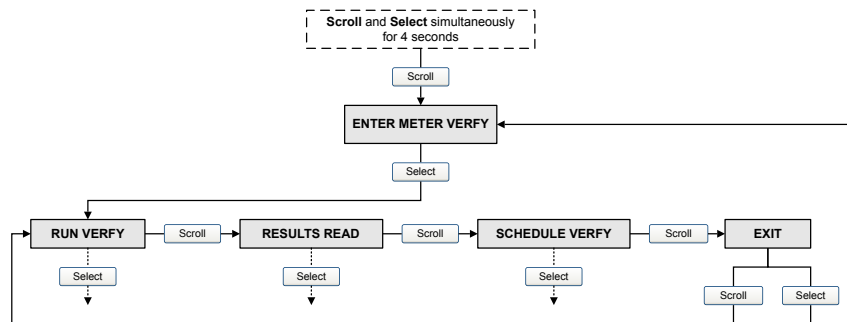 Scroll and Select simultaneously
for 4 seconds
Scroll
ENTER METER VERFY
Select
RUN VERFY
Scroll
RESULTS READ
Scroll
SCHEDULE VERFY
Scroll
EXIT
Select
Select
Select
Scroll
Select